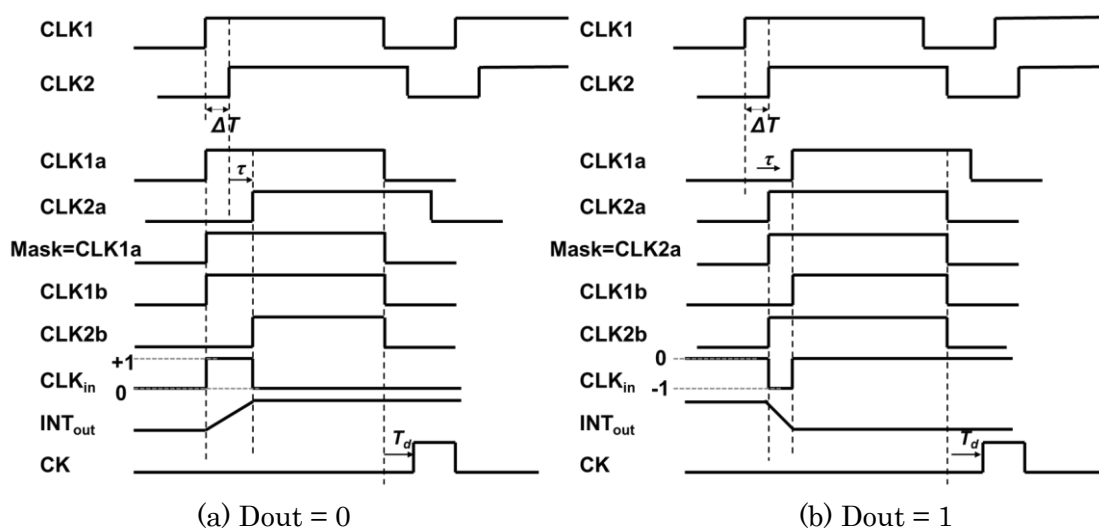 CLK1
CLK2
ΔT
CLK1a
τ
CLK2a
Mask=CLK1a
CLK1b
CLK2b
+1
CLKin
0
INTout
Td
CK
(a) Dout = 0
CLK1
CLK2
ΔT
CLK1a
τ
CLK2a
Mask=CLK2a
CLK1b
CLK2b
0
CLKin
-1
INTout
Td
CK
(b) Dout = 1